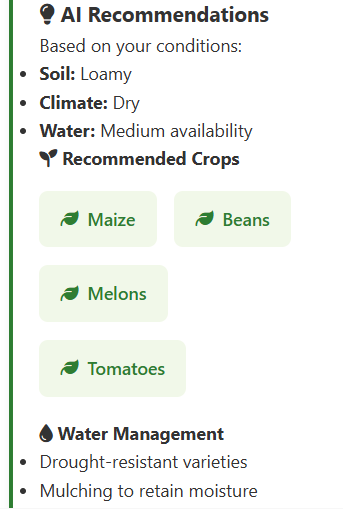 AI Recommendations
Based on your conditions:
Soil: Loamy
Climate: Dry
Water: Medium availability
Recommended Crops
Maize Beans
Melons
Tomatoes
Water Management
Drought-resistant varieties
Mulching to retain moisture